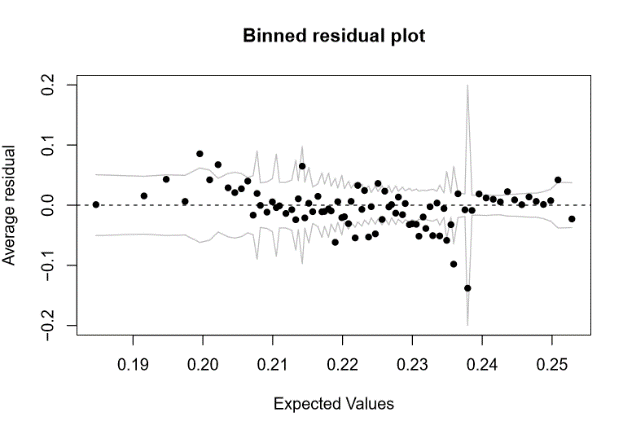 Binned residual plot
Average residual
0.2
0.1
0.0
−0.1
−0.2
0.19 0.20 0.21 0.22 0.23 0.24 0.25
Expected Values